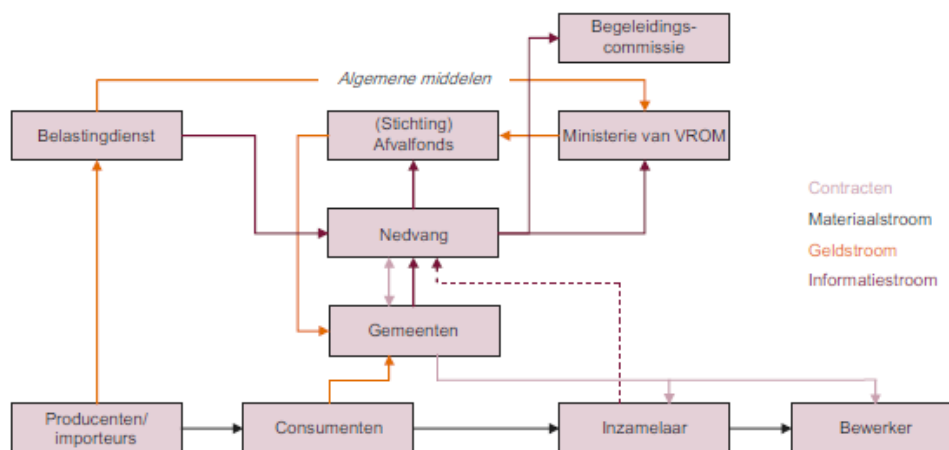 Begeleidings-
commissie
Algemene middelen
Belastingdienst
(Stichting)
Afvalfonds
Ministerie van VROM
Contracten
Materiaalstroom
Geldstroom
Informatiestroom
Nedvang
Gemeenten
Producenten/
importeurs
Consumenten
Inzamelaar
Bewerker